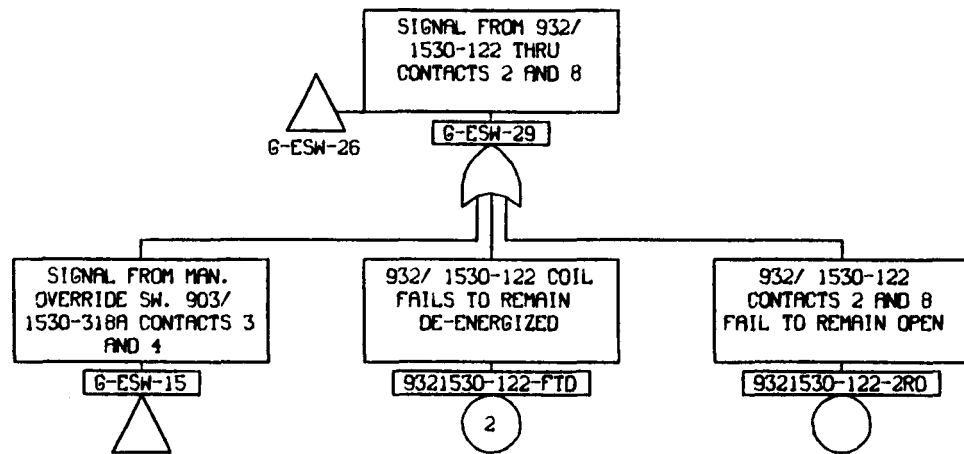 SIGNAL FROM 932/
1530-122 THRU
CONTACTS 2 AND 8
G-ESW-26
G-ESW-29
SIGNAL FROM MAN.
OVERRIDE SW. 903/
1530-318A CONTACTS 3
AND 4
G-ESW-15
932/ 1530-122 COIL
FAILS TO REMAIN
DE-ENERGIZED
9321530-122-FTD
2
932/ 1530-122
CONTACTS 2 AND 8
FAIL TO REMAIN OPEN
9321530-122-2RO